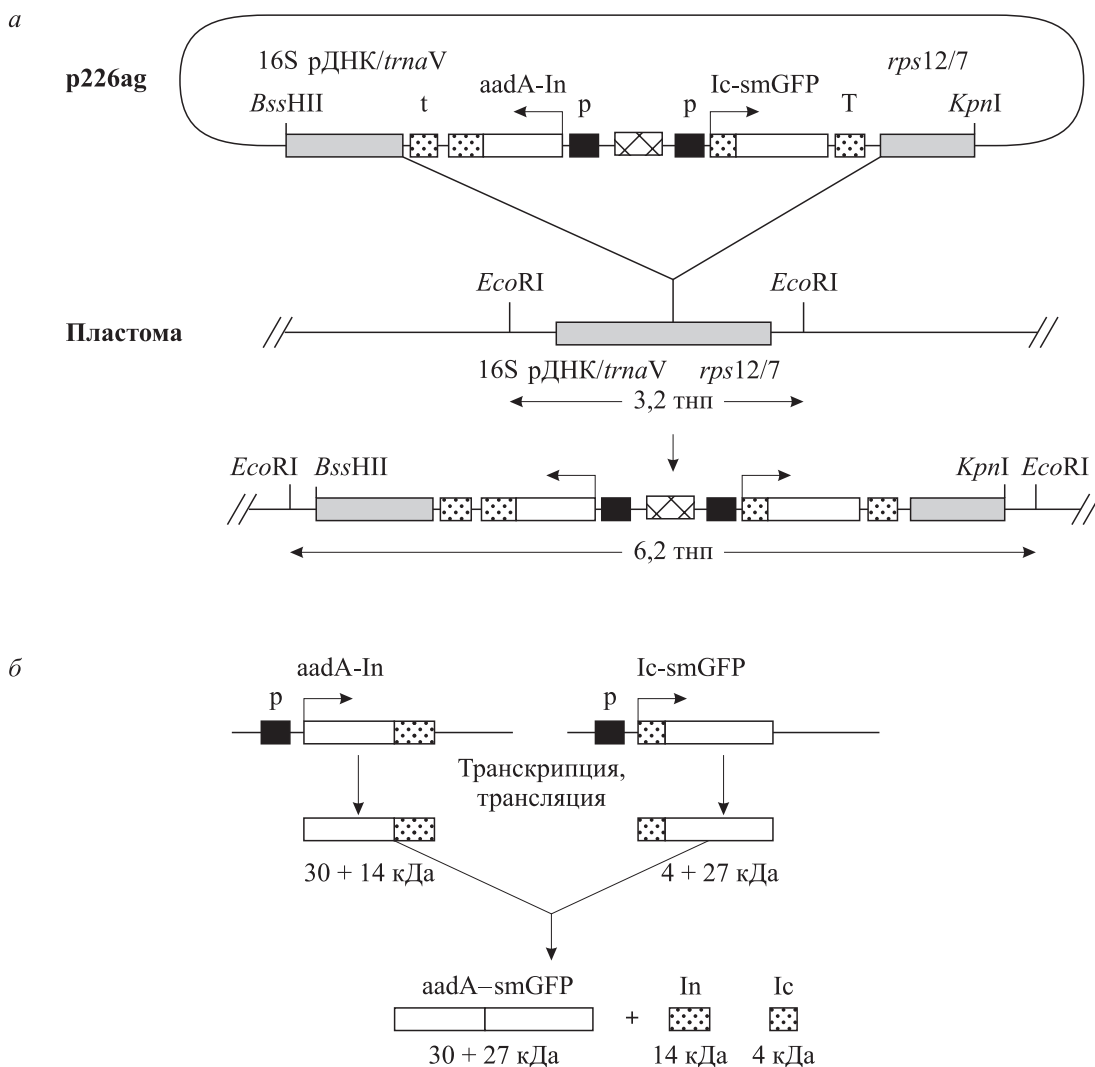 а
16S рДНК/trnaV
rps12/7
p226ag
aadA-In
Ic-smGFP
BssHII
t
p
p
T
KpnI
EcoRI
EcoRI
Пластома
16S рДНК/trnaV
rps12/7
3,2 тнп
EcoRI
BssHII
KpnI
EcoRI
6,2 тнп
б
aadA-In
Ic-smGFP
p
p
Транскрипция,
трансляция
30 + 14 кДа
4 + 27 кДа
aadA–smGFP
In
Ic
+
30 + 27 кДа
14 кДа
4 кДа